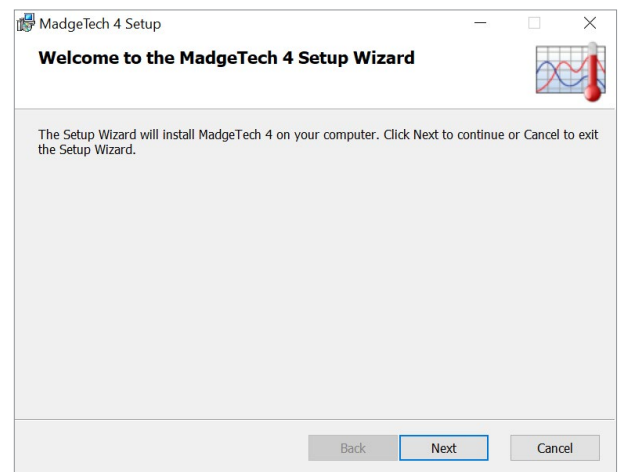 MadgeTech 4 Setup
Welcome to the MadgeTech 4 Setup Wizard
The Setup Wizard will install MadgeTech 4 on your computer. Click Next to continue or Cancel to exit
the Setup Wizard.
Back Next Cancel